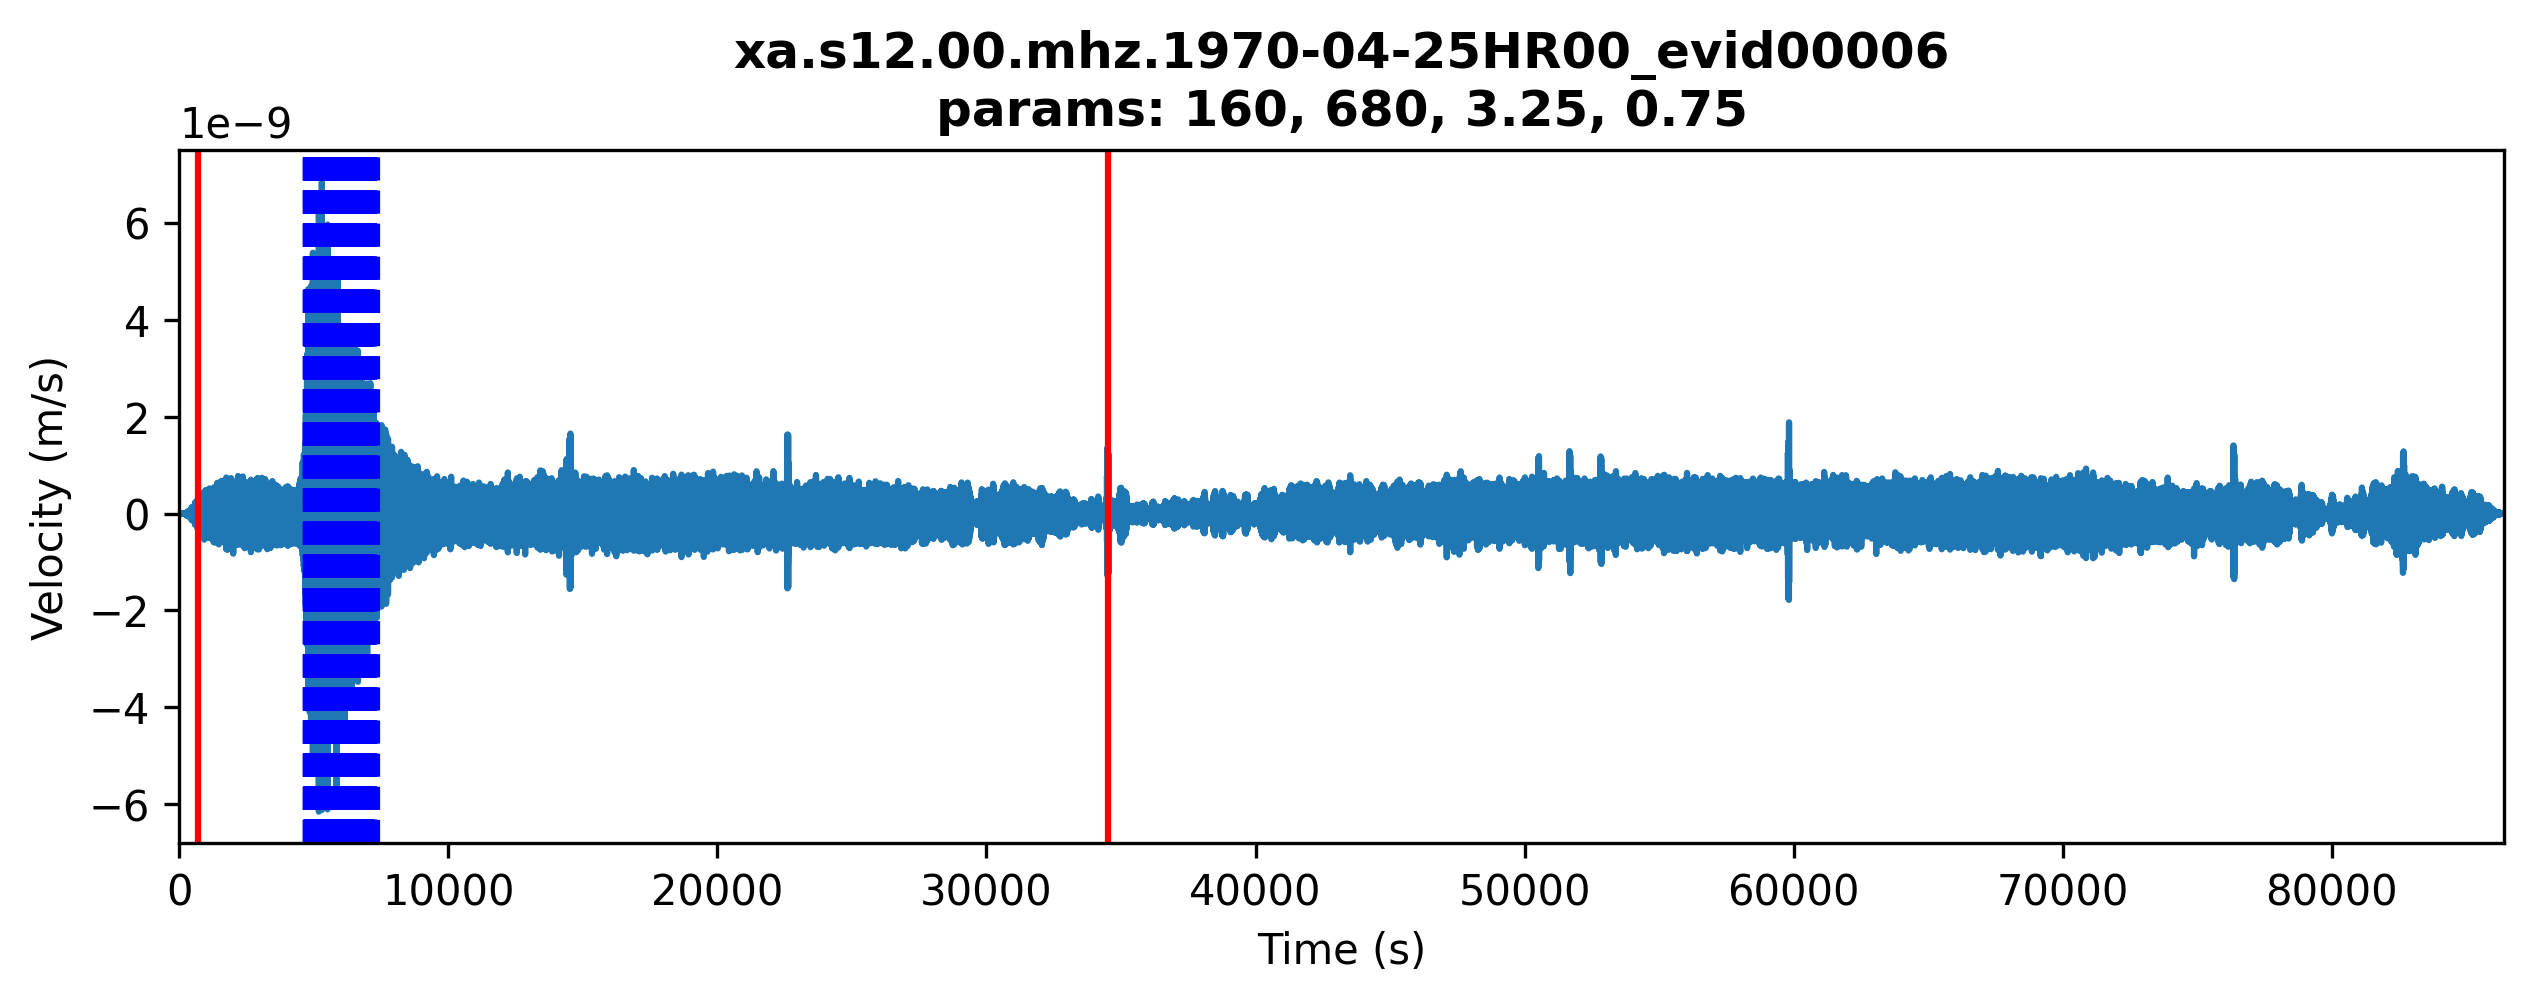 xa.s12.00.mhz.1970-04-25HR00_evid00006
params: 160, 680, 3.25, 0.75
1e−9
6
4
2
0
−2
−4
−6
Velocity (m/s)
0 10000 20000 30000 40000 50000 60000 70000 80000
Time (s)